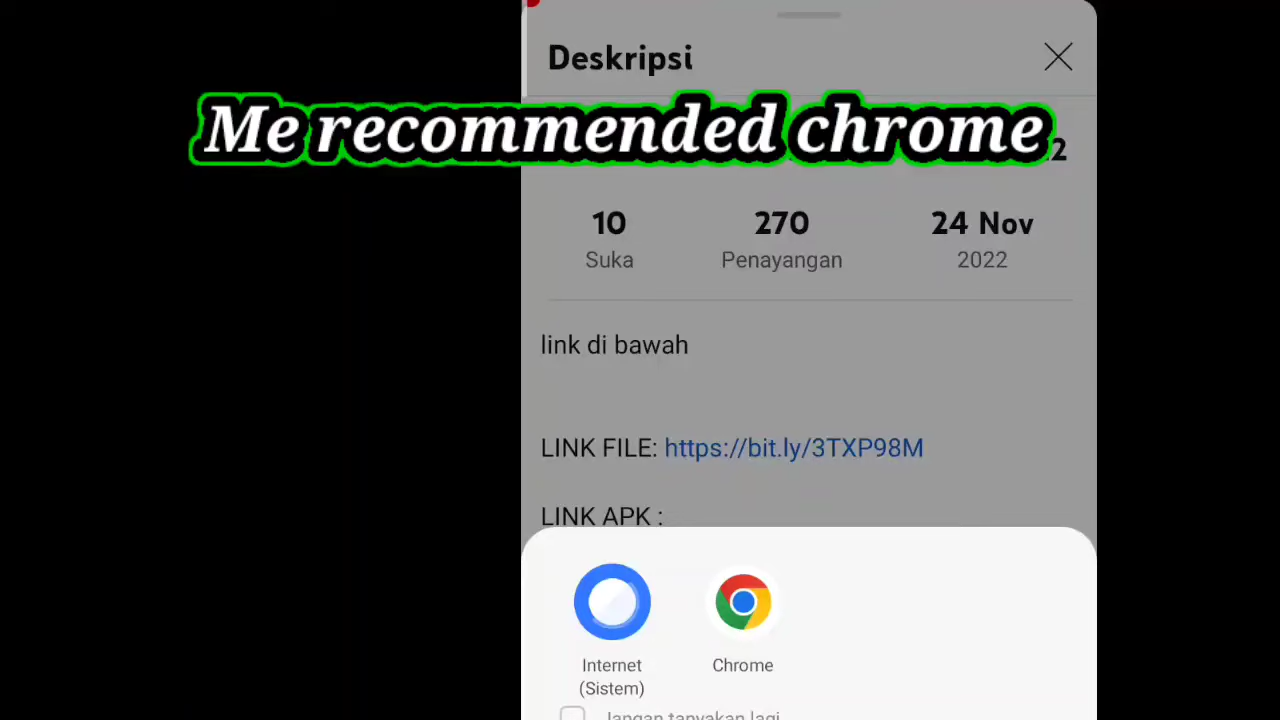 Deskripsi
Me recommended chrome
2
10
270
24 Nov
Suka
Penayangan
2022
link di bawah
LINK FILE: https://bit.ly/3TXP98M
LINK APK :
Internet
(Sistem)
Chrome
Jangan tanyakan lagi